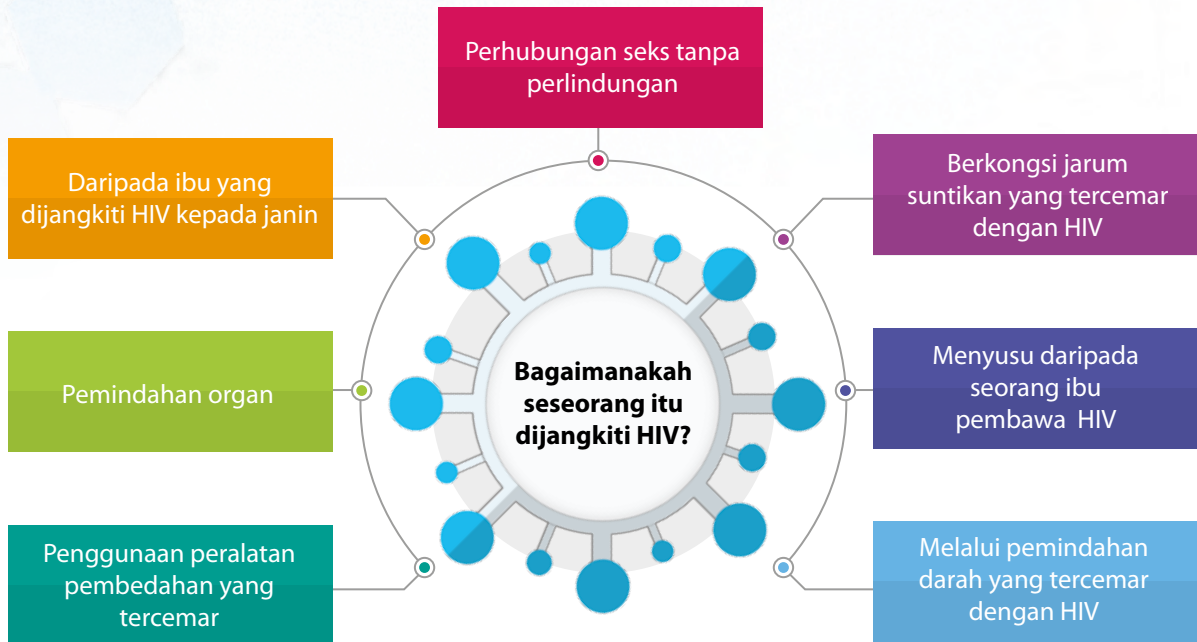 Perhubungan seks tanpa
perlindungan
Daripada ibu yang
dijangkiti HIV kepada janin
Berkongsi jarum
suntikan yang tercemar
dengan HIV
Pemindahan organ
Bagaimanakah
seseorang itu
dijangkiti HIV?
Menyusu daripada
seorang ibu
pembawa HIV
Penggunaan peralatan
pembedahan yang
tercemar
Melalui pemindahan
darah yang tercemar
dengan HIV